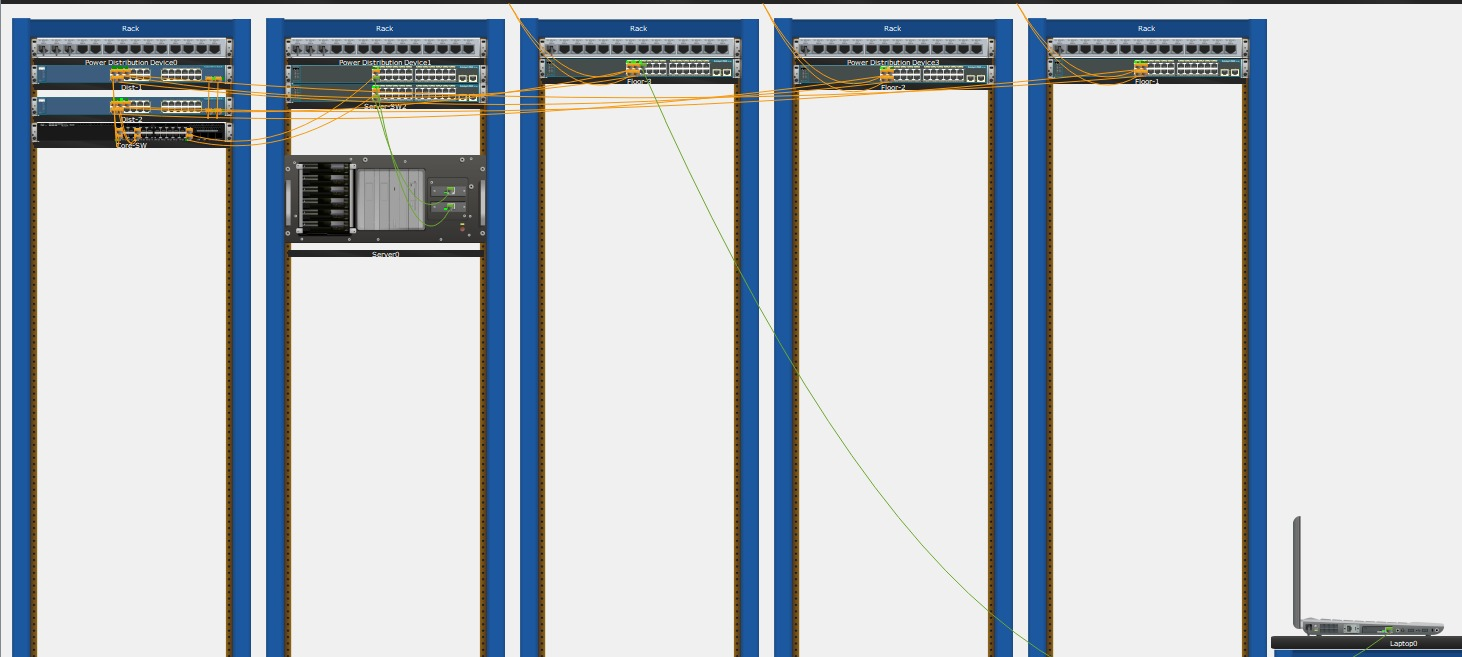 Rack
Power Distribution Device0
Dist-1
Dist-2
Core-SW
Rack
Power Distribution Device1
Server-SW2
Server0
Rack
Floor-3
Rack
Power Distribution Device3
Floor-2
Rack
Floor-1
Laptop0